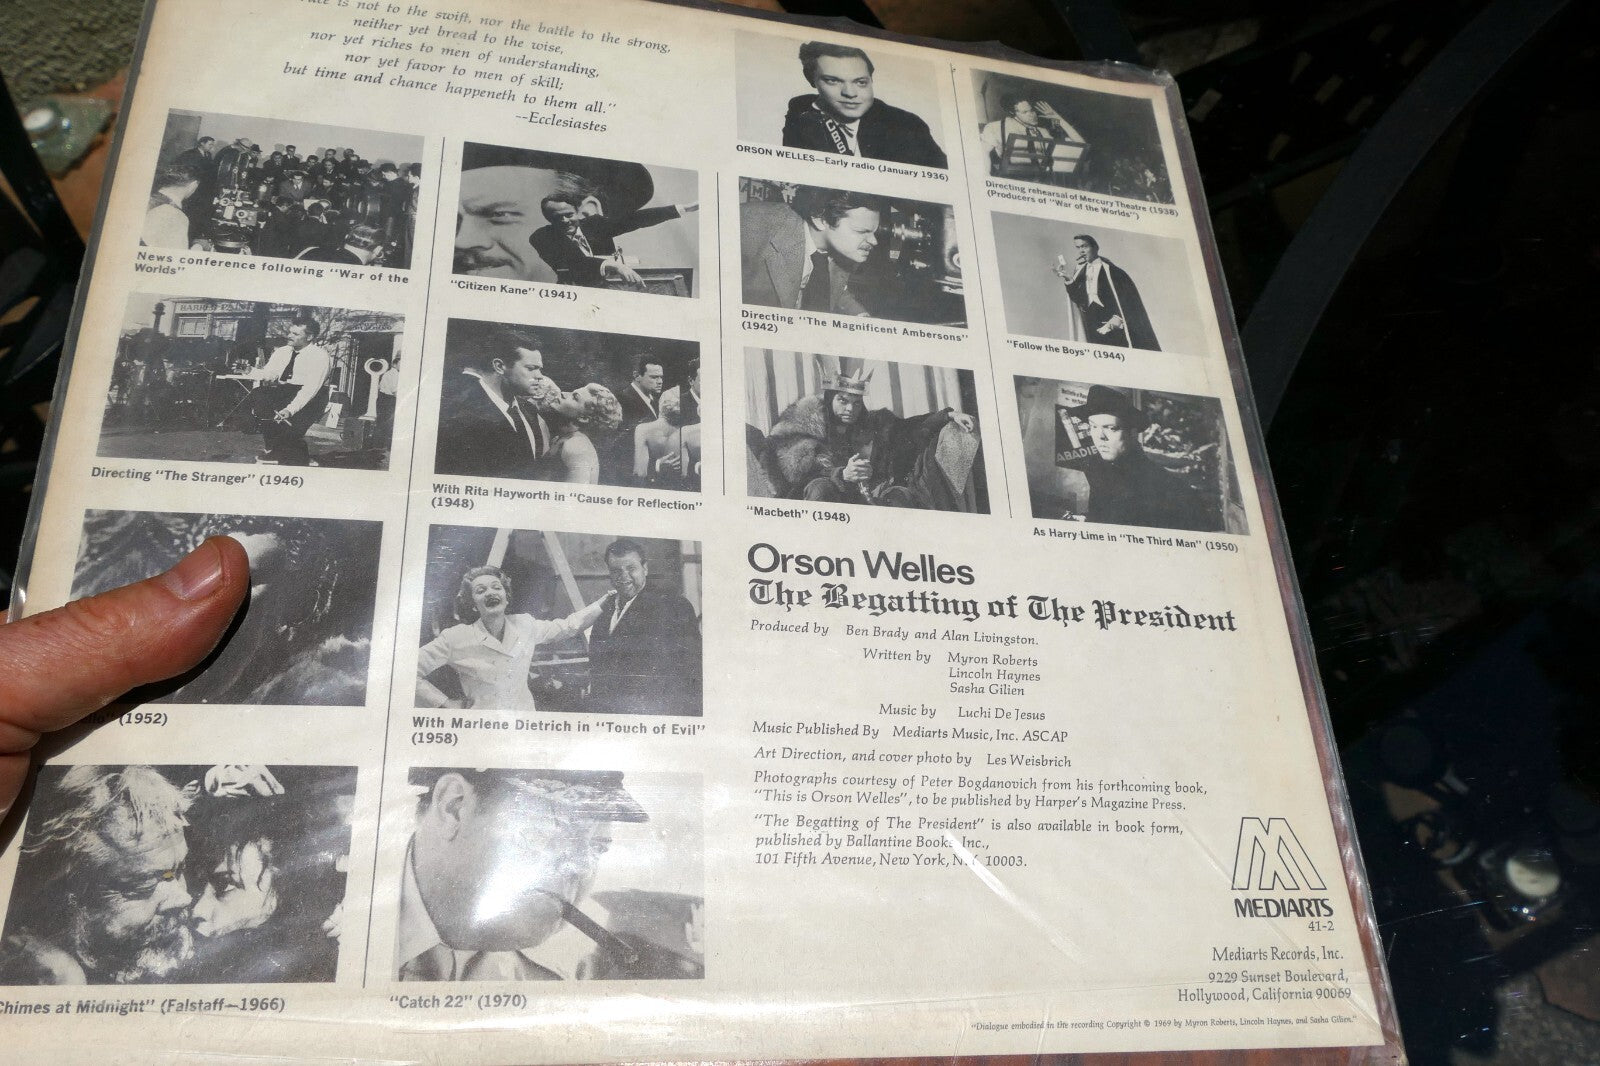 is not to the swift, nor the battle to the strong,
neither yet bread to the wise,
nor yet riches to men of understanding,
nor yet favor to men of skill;
but time and chance happeneth to them all."
--Ecclesiastes
News conference following "War of the
Worlds"
"Citizen Kane" (1941)
CBS
ORSON WELLES—Early radio (January 1936)
Directing rehearsal of Mercury Theatre (1938)
(Producers of "War of the Worlds")
Directing "The Magnificent Ambersons"
(1942)
"Follow the Boys" (1944)
Directing "The Stranger" (1946)
With Rita Hayworth in "Cause for Reflection"
(1948)
"Macbeth" (1948)
As Harry Lime in "The Third Man" (1950)
(1952)
With Marlene Dietrich in "Touch of Evil"
(1958)
Chimes at Midnight" (Falstaff—1966)
"Catch 22" (1970)
Orson Welles
The Begatting of The President
Produced by Ben Brady and Alan Livingston.
Written by Myron Roberts
Lincoln Haynes
Sasha Gilien
Music by Luchi De Jesus
Music Published By Mediarts Music, Inc. ASCAP
Art Direction, and cover photo by Les Weisbrich
Photographs courtesy of Peter Bogdanovich from his forthcoming book,
"This is Orson Welles", to be published by Harper's Magazine Press.
"The Begatting of The President" is also available in book form,
published by Ballantine Books Inc.,
101 Fifth Avenue, New York, N.Y. 10003.
MEDIARTS
41-2
Mediarts Records, Inc.
9229 Sunset Boulevard,
Hollywood, California 90069
"Dialogue embodied in the recording Copyright © 1969 by Myron Roberts, Lincoln Haynes, and Sasha Gilien."